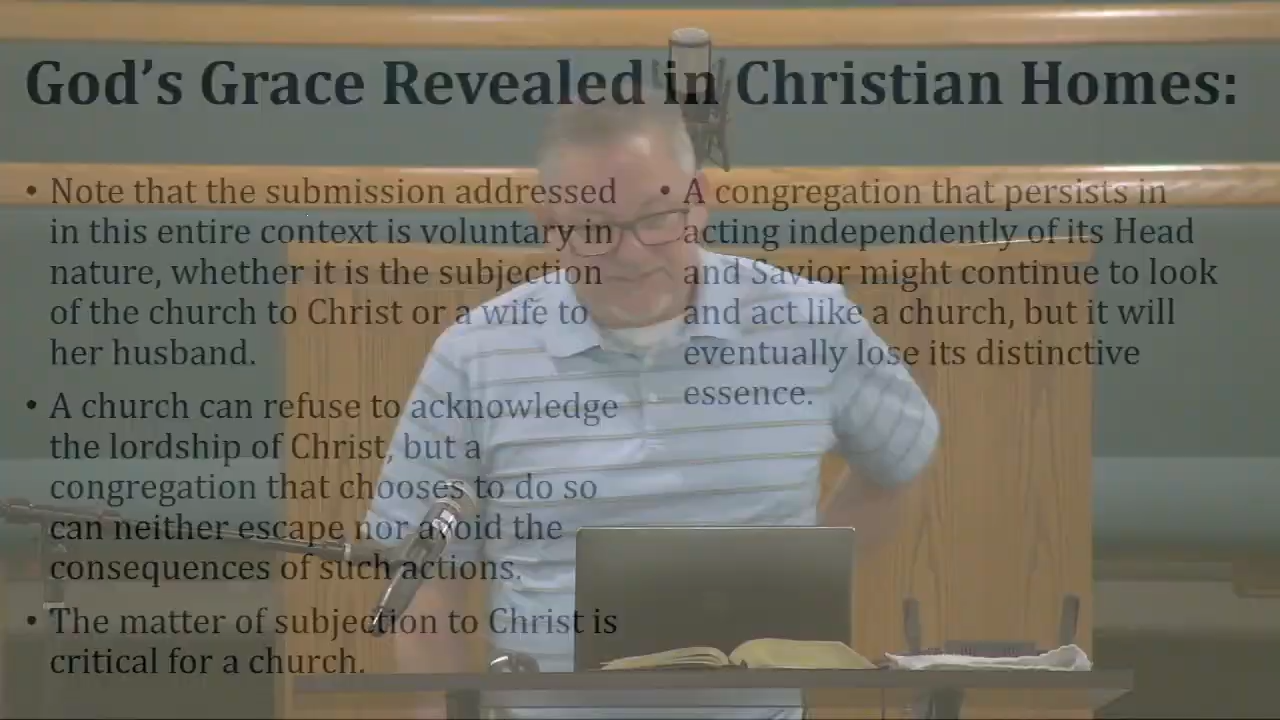 God's Grace Revealed in Christian Homes:
• Note that the submission addressed
in this entire context is voluntary in
nature, whether it is the subjection
of the church to Christ or a wife to
her husband.
• A church can refuse to acknowledge
the lordship of Christ, but a
congregation that chooses to do so
can neither escape nor avoid the
consequences of such actions.
• The matter of subjection to Christ is
critical for a church.
• A congregation that persists in
acting independently of its Head
and Savior might continue to look
and act like a church, but it will
eventually lose its distinctive
essence.